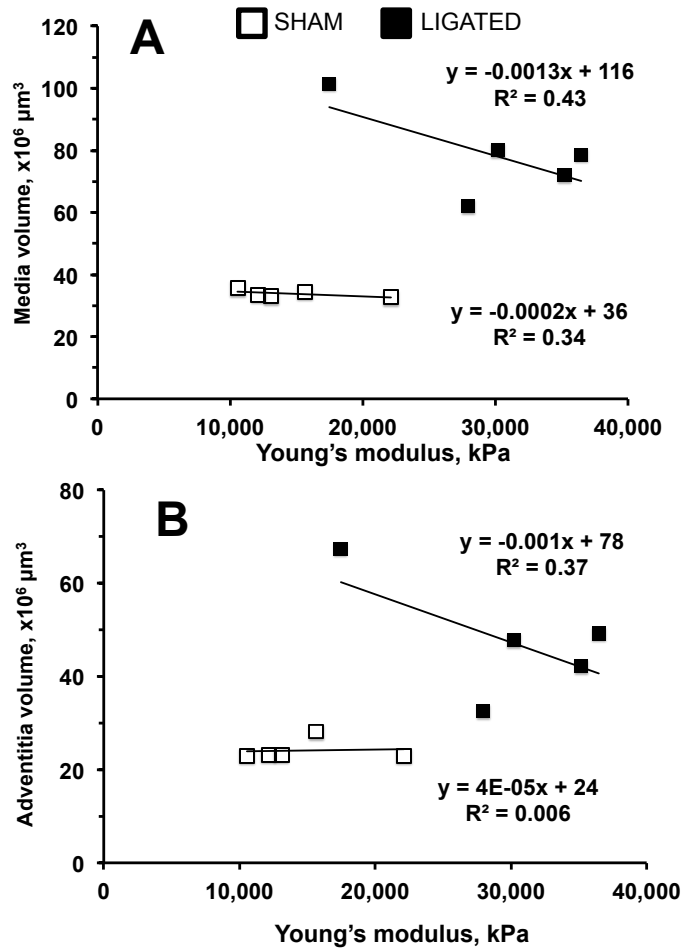 A
SHAM LIGATED
120
100
80
60
40
20
0
Media volume, x10⁶ µm³
y = -0.0013x + 116
R² = 0.43
y = -0.0002x + 36
R² = 0.34
0 10,000 20,000 30,000 40,000
Young's modulus, kPa
B
80
60
40
20
0
Adventitia volume, x10⁶ µm³
y = -0.001x + 78
R² = 0.37
y = 4E-05x + 24
R² = 0.006
0 10,000 20,000 30,000 40,000
Young's modulus, kPa